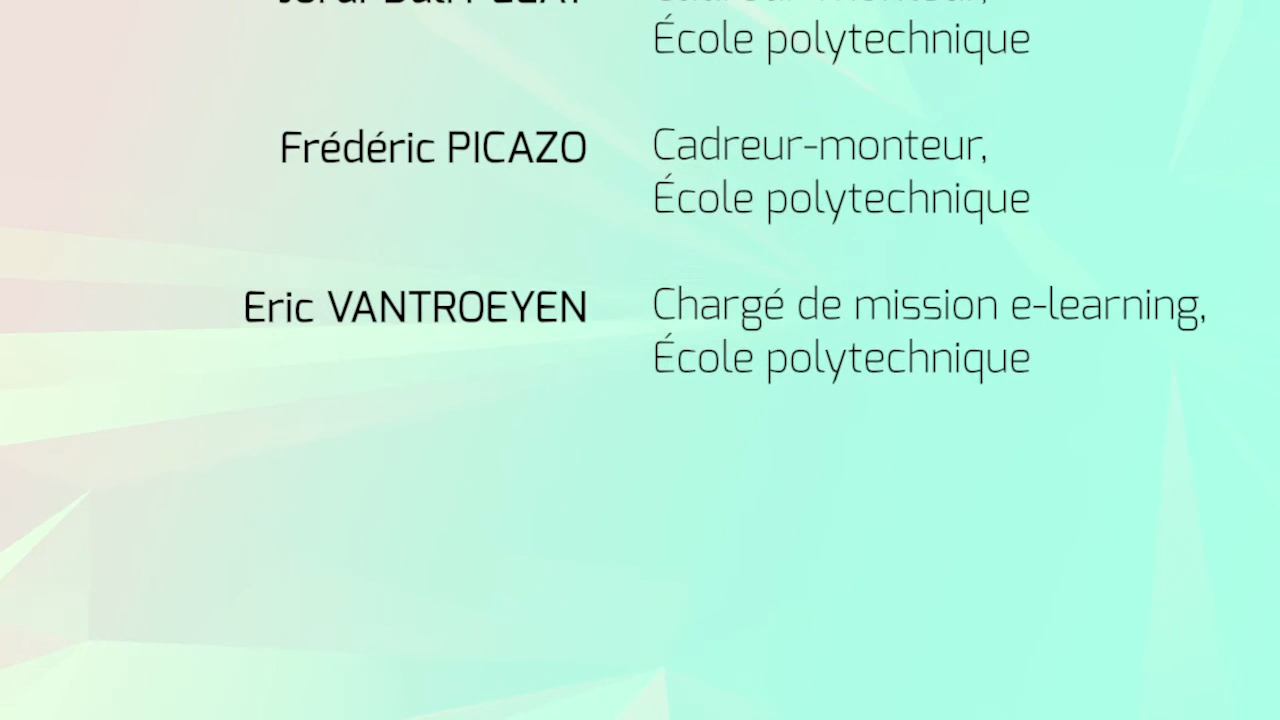 École polytechnique
Frédéric PICAZO
Cadreur-monteur,
École polytechnique
Eric VANTROEYEN
Chargé de mission e-learning,
École polytechnique